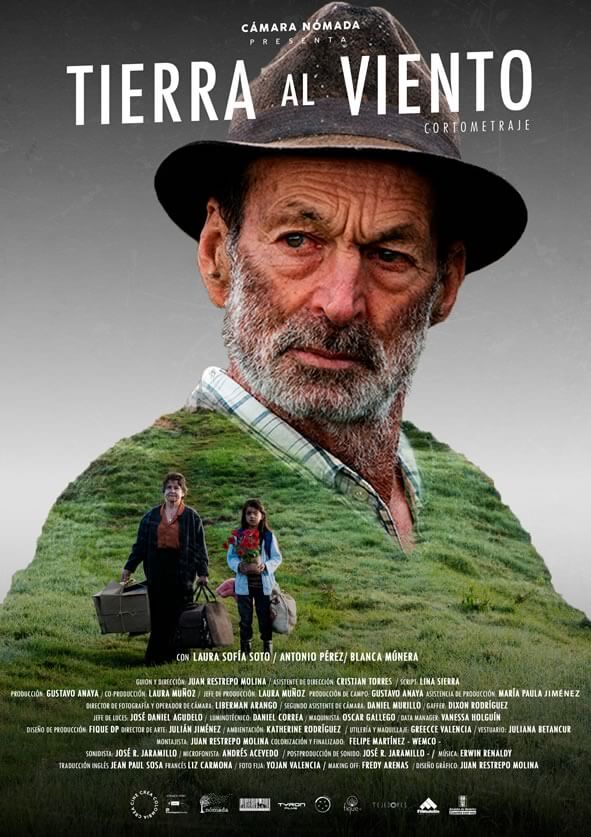 CÁMARA NÓMADA
PRESENTA
TIERRA AL VIENTO
CORTOMETRAJE
CON LAURA SOFÍA SOTO / ANTONIO PÉREZ/ BLANCA MÚNERA
GUION Y DIRECCIÓN: JUAN RESTREPO MOLINA / ASISTENTE DE DIRECCIÓN: CRISTIAN TORRES / SCRIPT: LINA SIERRA
PRODUCCIÓN: GUSTAVO ANAYA / CO-PRODUCCIÓN: LAURA MUÑOZ / JEFE DE PRODUCCIÓN: LAURA MUÑOZ PRODUCCIÓN DE CAMPO: GUSTAVO ANAYA ASISTENCIA DE PRODUCCIÓN: MARÍA PAULA JIMÉNEZ
DIRECTOR DE FOTOGRAFÍA Y OPERADOR DE CÁMARA: LIBERMAN ARANGO / SEGUNDO ASISTENTE DE CÁMARA: DANIEL MURILLO / GAFFER: DIXON RODRÍGUEZ
JEFE DE LUCES: JOSÉ DANIEL AGUDELO / LUMINOTÉCNICO: DANIEL CORREA / MAQUINISTA: OSCAR GALLEGO / DATA MANAGER: VANESSA HOLGUÍN
DISEÑO DE PRODUCCIÓN: FIQUE DP/ DIRECTOR DE ARTE: JULIÁN JIMÉNEZ / AMBIENTACIÓN: KATHERINE RODRÍGUEZ / UTILERÍA Y MAQUILLAJE: GREECCE VALENCIA / VESTUARIO: JULIANA BETANCUR
MONTAJISTA: JUAN RESTREPO MOLINA COLORIZACIÓN Y FINALIZADO: FELIPE MARTÍNEZ - WEMCO -
SONIDISTA: JOSÉ R. JARAMILLO / MICROFONISTA: ANDRÉS ACEVEDO / POSTPRODUCCIÓN DE SONIDO: JOSÉ R. JARAMILLO - / MÚSICA: ERWIN RENALDY
TRADUCCIÓN INGLÉS JEAN PAUL SOSA FRANCÉS LIZ CARMONA / FOTO FIJA: YOJAN VALENCIA / MAKING OFF: FREDY ARENAS / DISEÑO GRÁFICO: JUAN RESTREPO MOLINA
nómada
TYRON
fique